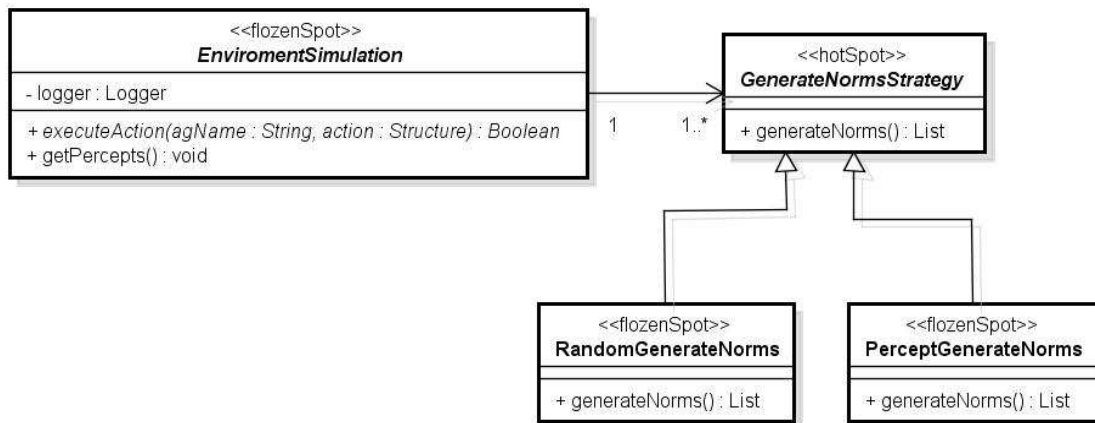 <<flozenSpot>>
EnviromentSimulation
- logger : Logger
+ executeAction(agName : String, action : Structure) : Boolean
+ getPercepts() : void
1
1..*
<<hotSpot>>
GenerateNormsStrategy
+ generateNorms() : List
<<flozenSpot>>
RandomGenerateNorms
+ generateNorms() : List
<<flozenSpot>>
PerceptGenerateNorms
+ generateNorms() : List